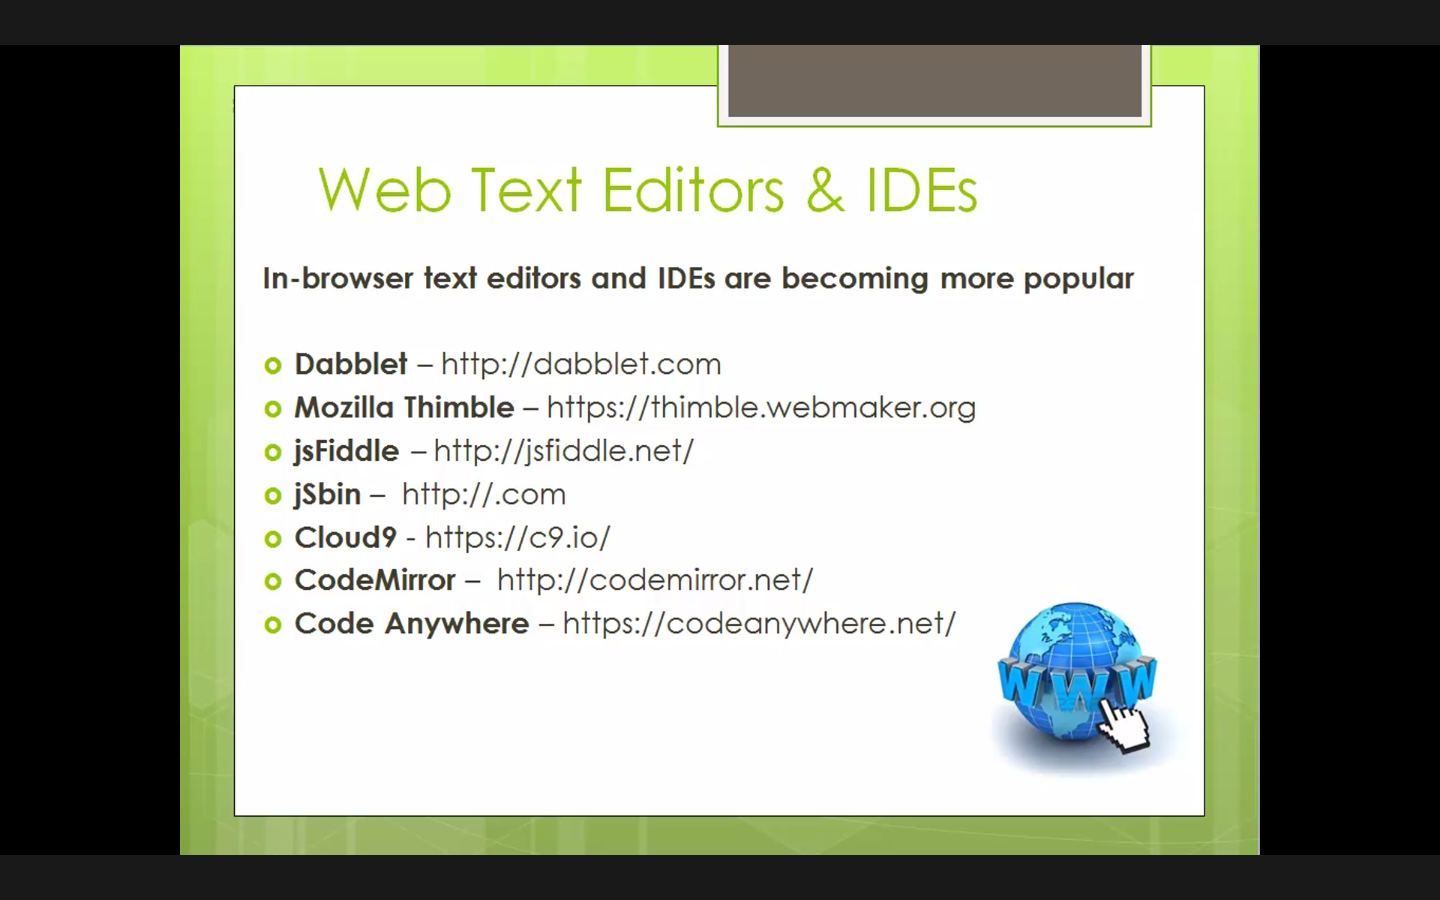 Web Text Editors & IDEs
In-browser text editors and IDEs are becoming more popular
Dabblet – http://dabblet.com
Mozilla Thimble – https://thimble.webmaker.org
jsFiddle – http://jsfiddle.net/
jSbin – http://.com
Cloud9 - https://c9.io/
CodeMirror – http://codemirror.net/
Code Anywhere – https://codeanywhere.net/
WWW